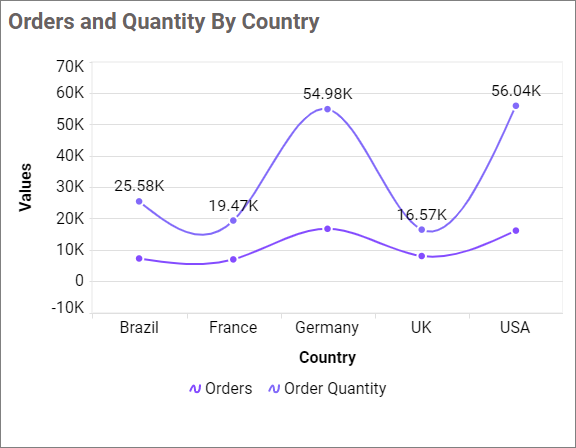 Orders and Quantity By Country
70K
60K
50K
40K
30K
20K
10K
0
-10K
Values
25.58K
19.47K
54.98K
16.57K
56.04K
Brazil France Germany UK USA
Country
Orders Order Quantity